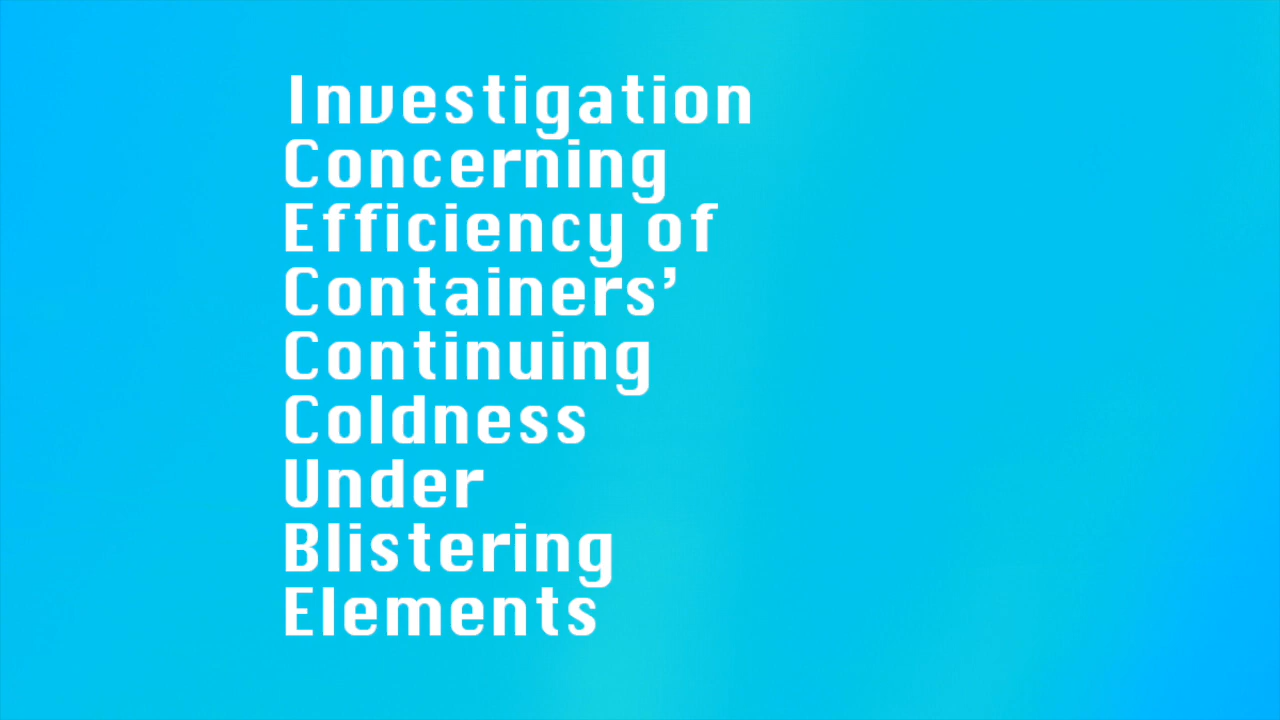 Investigation
Concerning
Efficiency of
Containers’
Continuing
Coldness
Under
Blistering
Elements